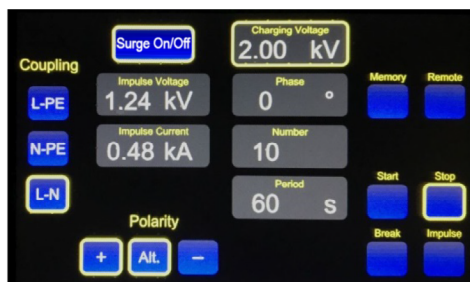 Surge On/Off
Charging Voltage
2.00 kV
Coupling
Impulse Voltage
1.24 kV
Phase
0 °
Memory
Remote
L-PE
Impulse Current
0.48 kA
Number
10
N-PE
Period
60 s
Start
Stop
L-N
Polarity
Break
Impulse
+
Alt.
−